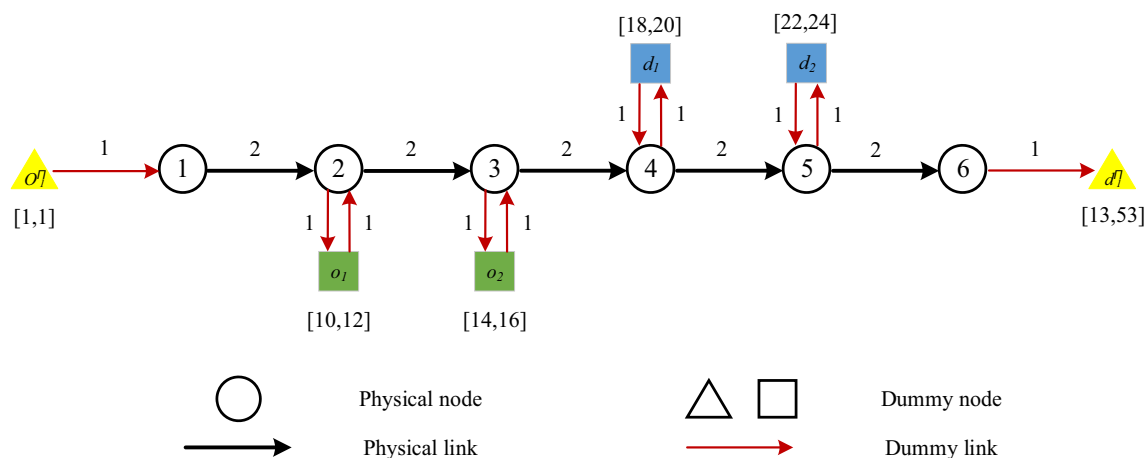 [18,20] [22,24]
d₁ d₂
1 1 1 1
1 2 2 2 2 2 1
oη 1 2 3 4 5 6 dη
[1,1] [13,53]
1 1 1 1
o₁ o₂
[10,12] [14,16]
Physical node Dummy node
Physical link Dummy link